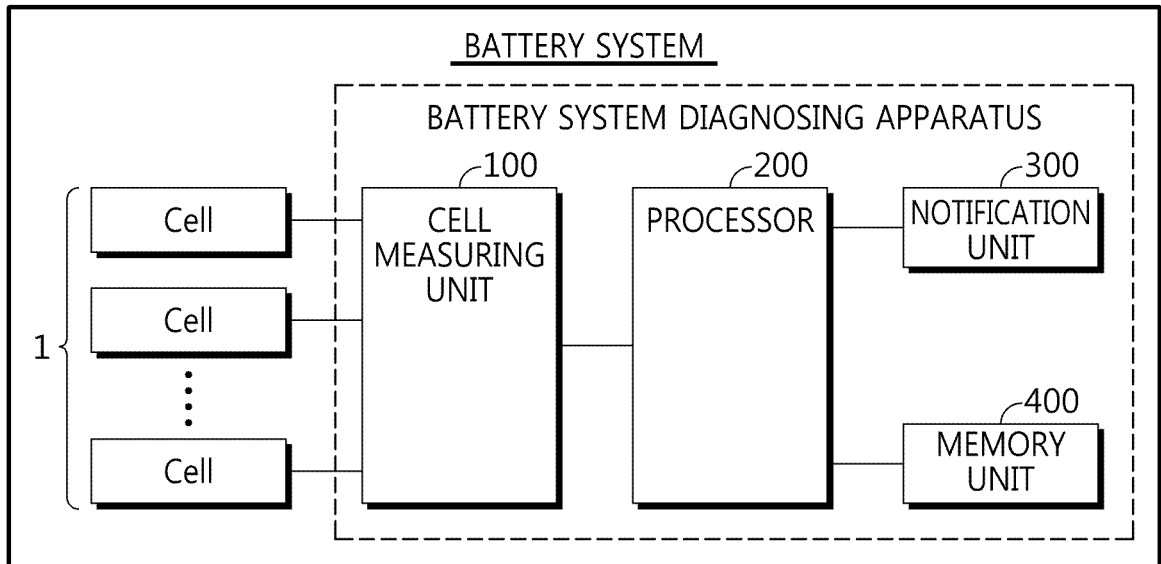 BATTERY SYSTEM
BATTERY SYSTEM DIAGNOSING APPARATUS
100
200
300
Cell
CELL
MEASURING
UNIT
PROCESSOR
NOTIFICATION
UNIT
Cell
1
400
Cell
MEMORY
UNIT